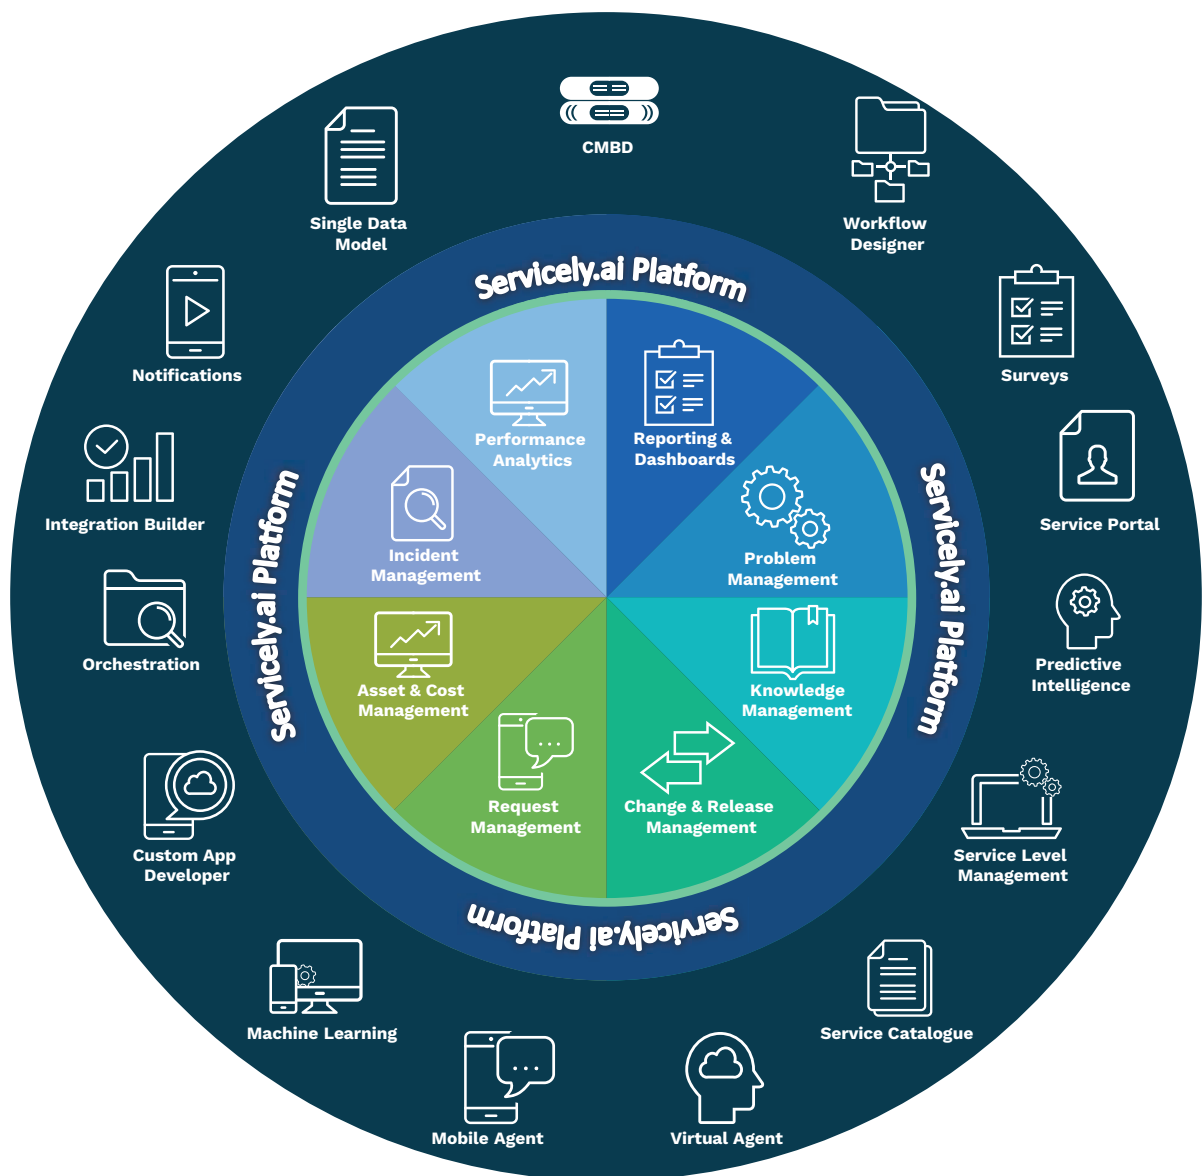 CMBD
Single Data
Model
Workflow
Designer
Servicely.ai Platform
Notifications
Surveys
Performance
Analytics
Reporting &
Dashboards
Integration Builder
Service Portal
Servicely.ai Platform
Servicely.ai Platform
Incident
Management
Problem
Management
Orchestration
Predictive
Intelligence
Asset & Cost
Management
Knowledge
Management
Request
Management
Change & Release
Management
Custom App
Developer
Service Level
Management
Servicely.ai Platform
Machine Learning
Service Catalogue
Mobile Agent
Virtual Agent